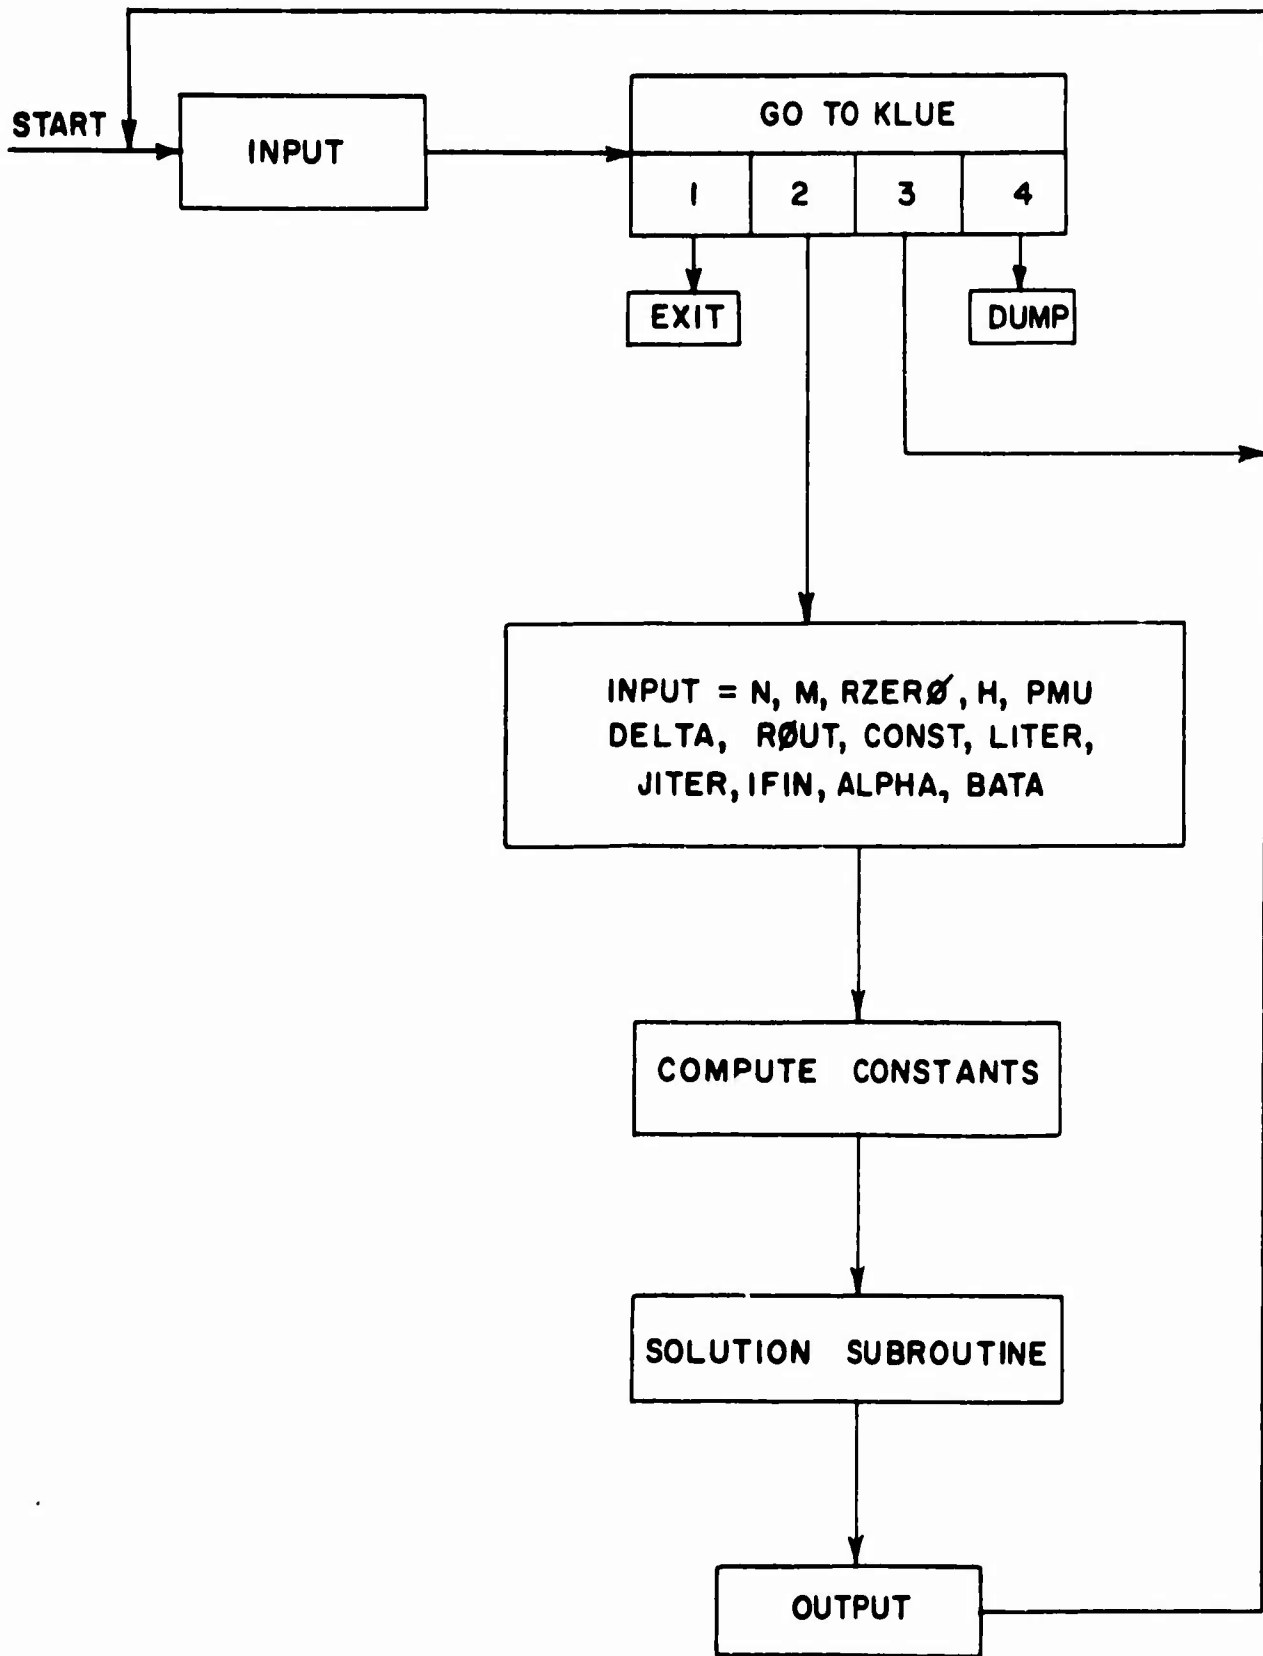 START
INPUT
GO TO KLUE
1
2
3
4
EXIT
DUMP
INPUT = N, M, RZERØ, H, PMU
DELTA, RØUT, CONST, LITER,
JITER, IFIN, ALPHA, BATA
COMPUTE CONSTANTS
SOLUTION SUBROUTINE
OUTPUT